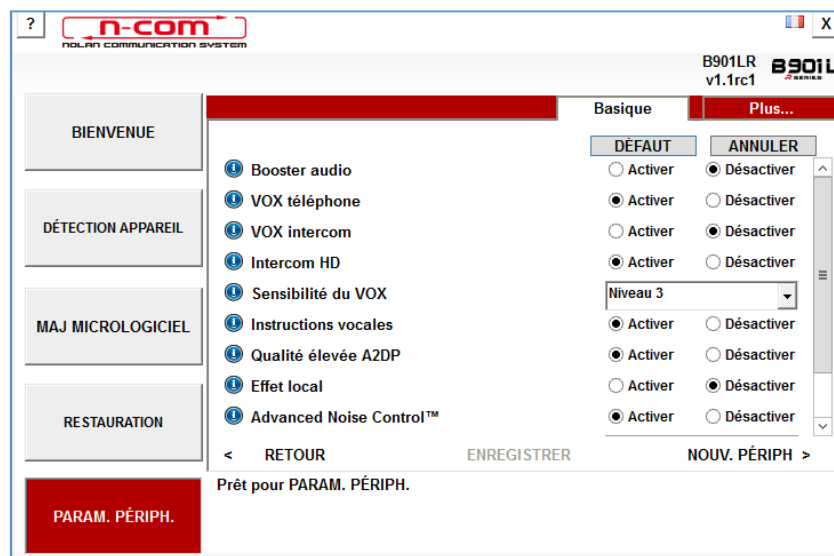 ?
n-com
X
NOLAN COMMUNICATION SYSTEM
B901LR
v1.1rc1
B901L
R SERIES
Basique
Plus...
BIENVENUE
DÉFAUT
ANNULER
Booster audio
Activer
Désactiver
VOX téléphone
Activer
Désactiver
DÉTECTION APPAREIL
VOX intercom
Activer
Désactiver
Intercom HD
Activer
Désactiver
Sensibilité du VOX
Niveau 3
MAJ MICROLOGICIEL
Instructions vocales
Activer
Désactiver
Qualité élevée A2DP
Activer
Désactiver
Effet local
Activer
Désactiver
RESTAURATION
Advanced Noise Control™
Activer
Désactiver
< RETOUR
ENREGISTRER
NOUV. PÉRIPH >
Prêt pour PARAM. PÉRIPH.
PARAM. PÉRIPH.